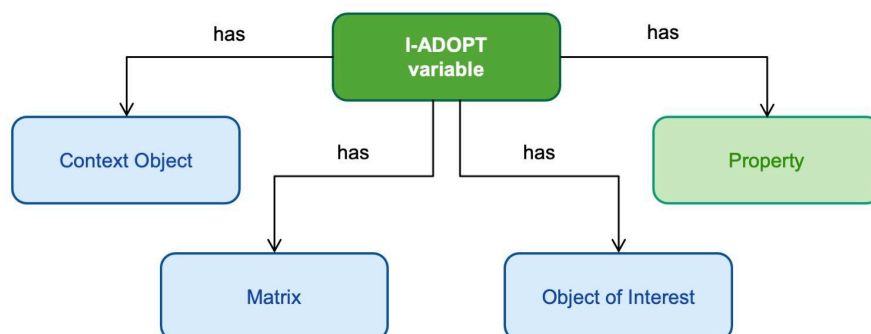 has
I-ADOPT
variable
has
Context Object
has
has
Property
Matrix
Object of Interest